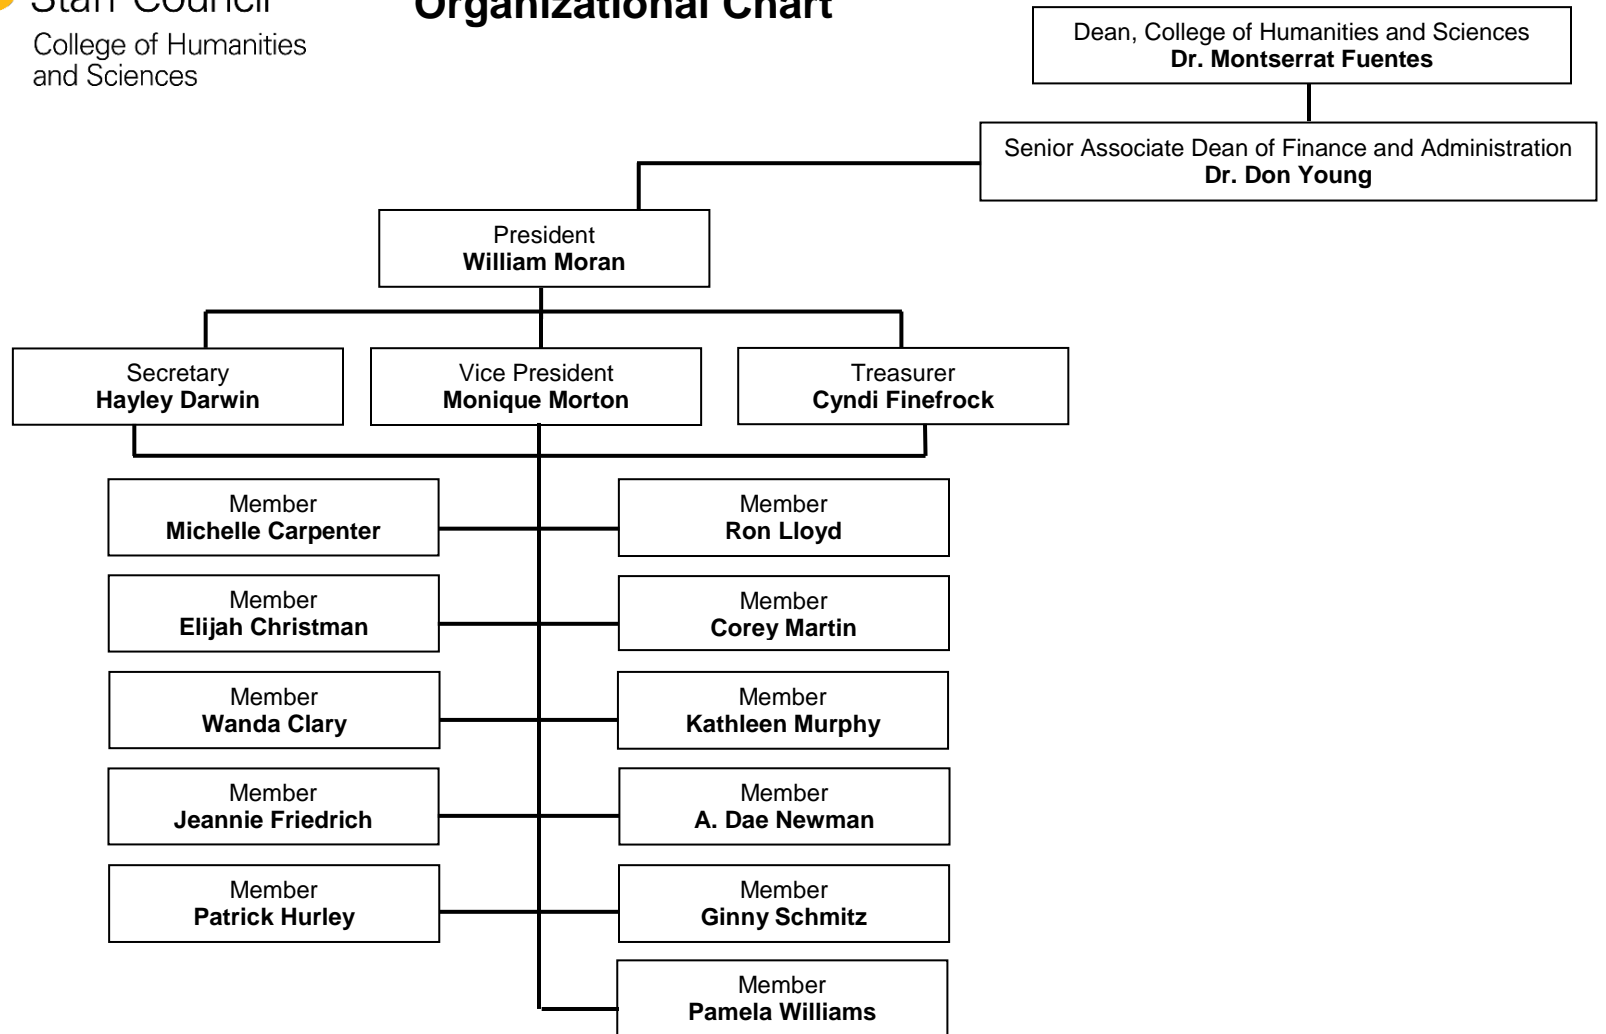 Staff Council
College of Humanities
and Sciences
Organizational Chart
Dean, College of Humanities and Sciences
Dr. Montserrat Fuentes
Senior Associate Dean of Finance and Administration
Dr. Don Young
President
William Moran
Secretary
Hayley Darwin
Vice President
Monique Morton
Treasurer
Cyndi Finefrock
Member
Michelle Carpenter
Member
Ron Lloyd
Member
Elijah Christman
Member
Corey Martin
Member
Wanda Clary
Member
Kathleen Murphy
Member
Jeannie Friedrich
Member
A. Dae Newman
Member
Patrick Hurley
Member
Ginny Schmitz
Member
Pamela Williams